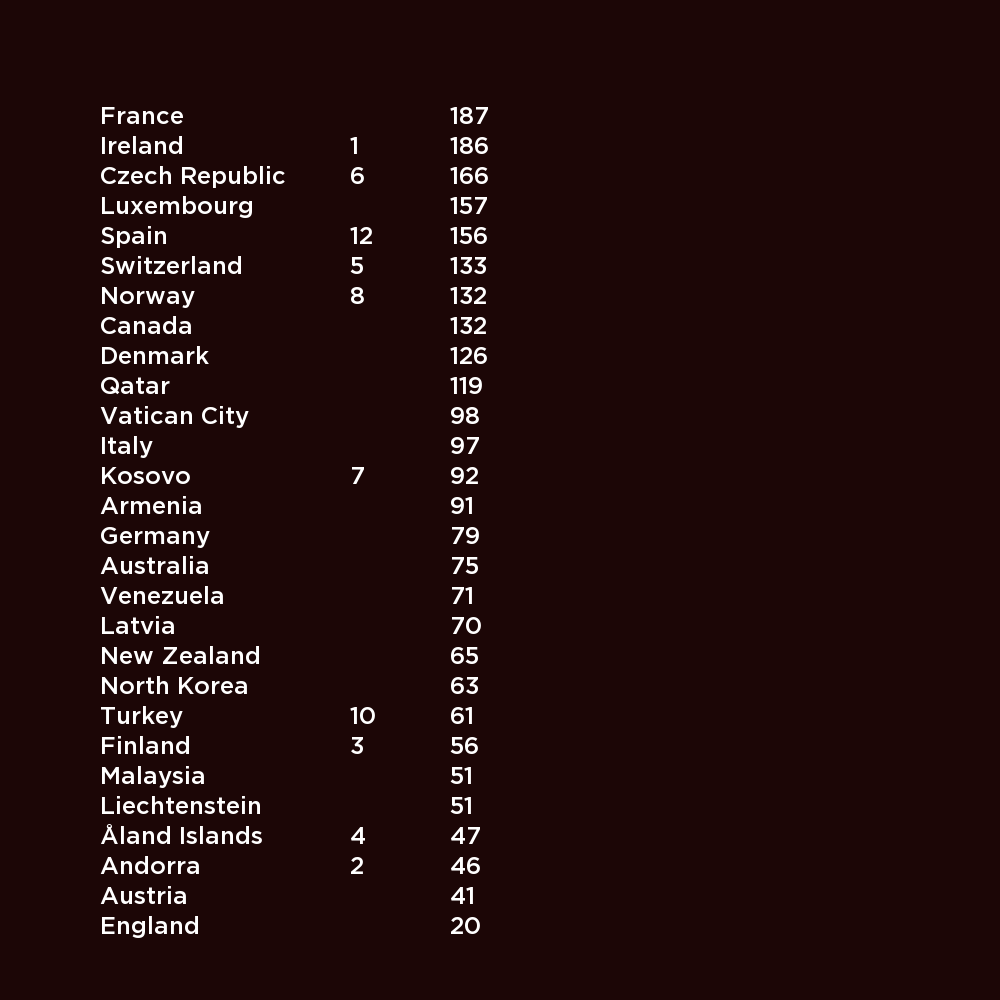 France 187
Ireland 1 186
Czech Republic 6 166
Luxembourg 157
Spain 12 156
Switzerland 5 133
Norway 8 132
Canada 132
Denmark 126
Qatar 119
Vatican City 98
Italy 97
Kosovo 7 92
Armenia 91
Germany 79
Australia 75
Venezuela 71
Latvia 70
New Zealand 65
North Korea 63
Turkey 10 61
Finland 3 56
Malaysia 51
Liechtenstein 51
Åland Islands 4 47
Andorra 2 46
Austria 41
England 20